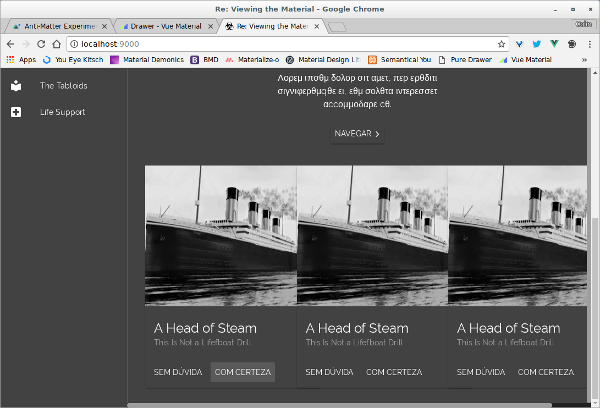 Re: Viewing the Material - Google Chrome
Anti-Matter Experimen
Drawer - Vue Material
Re: Viewing the Mater
Odin
localhost:9000
Apps
You Eye Kitsch
Material Demonics
BMD
Materialize-o
Material Design Lit
Semantical You
Pure Drawer
Vue Material
The Tabloids
Life Support
Λορεμ ιπσθμ δολορ σιτ αμετ, περ ερθδιτι
σιγνιφερθμqθε ει, εθμ σολθτα ιντερεσσετ
αccομμοδαρε cθ.
NAVEGAR
A Head of Steam
This Is Not a Lifeboat Drill
SEM DÚVIDA COM CERTEZA
A Head of Steam
This Is Not a Lifeboat Drill
SEM DÚVIDA COM CERTEZA
A Head of Steam
This Is Not a Lifeboat Drill
SEM DÚVIDA COM CERTEZA